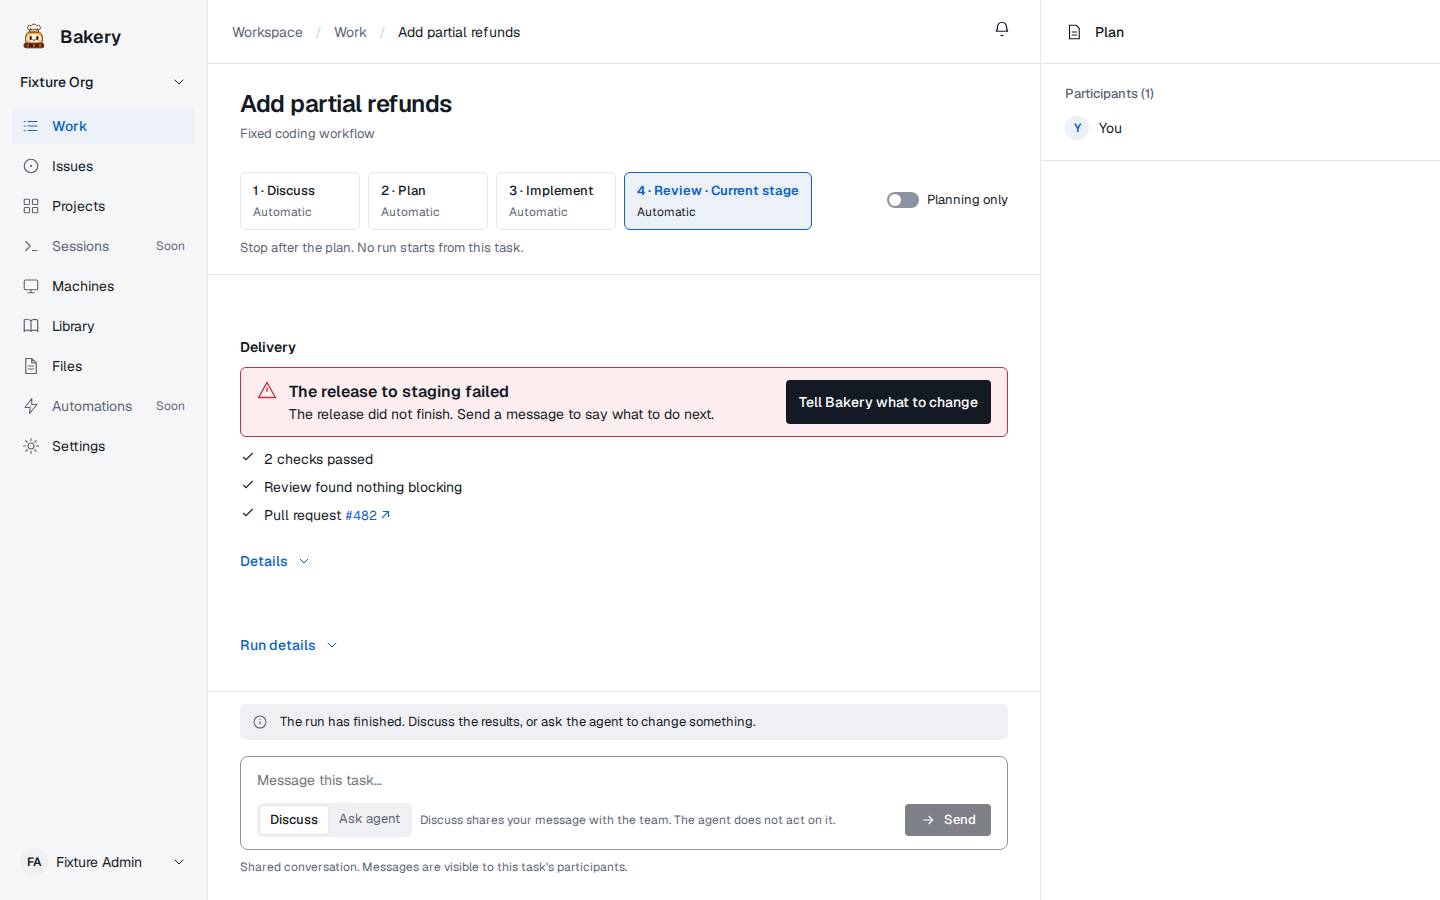 Bakery
Fixture Org
Work
Issues
Projects
Sessions Soon
Machines
Library
Files
Automations Soon
Settings
FA Fixture Admin
Workspace / Work / Add partial refunds
Add partial refunds
Fixed coding workflow
1 · Discuss
Automatic
2 · Plan
Automatic
3 · Implement
Automatic
4 · Review · Current stage
Automatic
Planning only
Stop after the plan. No run starts from this task.
Delivery
The release to staging failed
The release did not finish. Send a message to say what to do next.
Tell Bakery what to change
2 checks passed
Review found nothing blocking
Pull request #482
Details
Run details
The run has finished. Discuss the results, or ask the agent to change something.
Message this task...
Discuss Ask agent Discuss shares your message with the team. The agent does not act on it.
Send
Shared conversation. Messages are visible to this task's participants.
Plan
Participants (1)
Y You